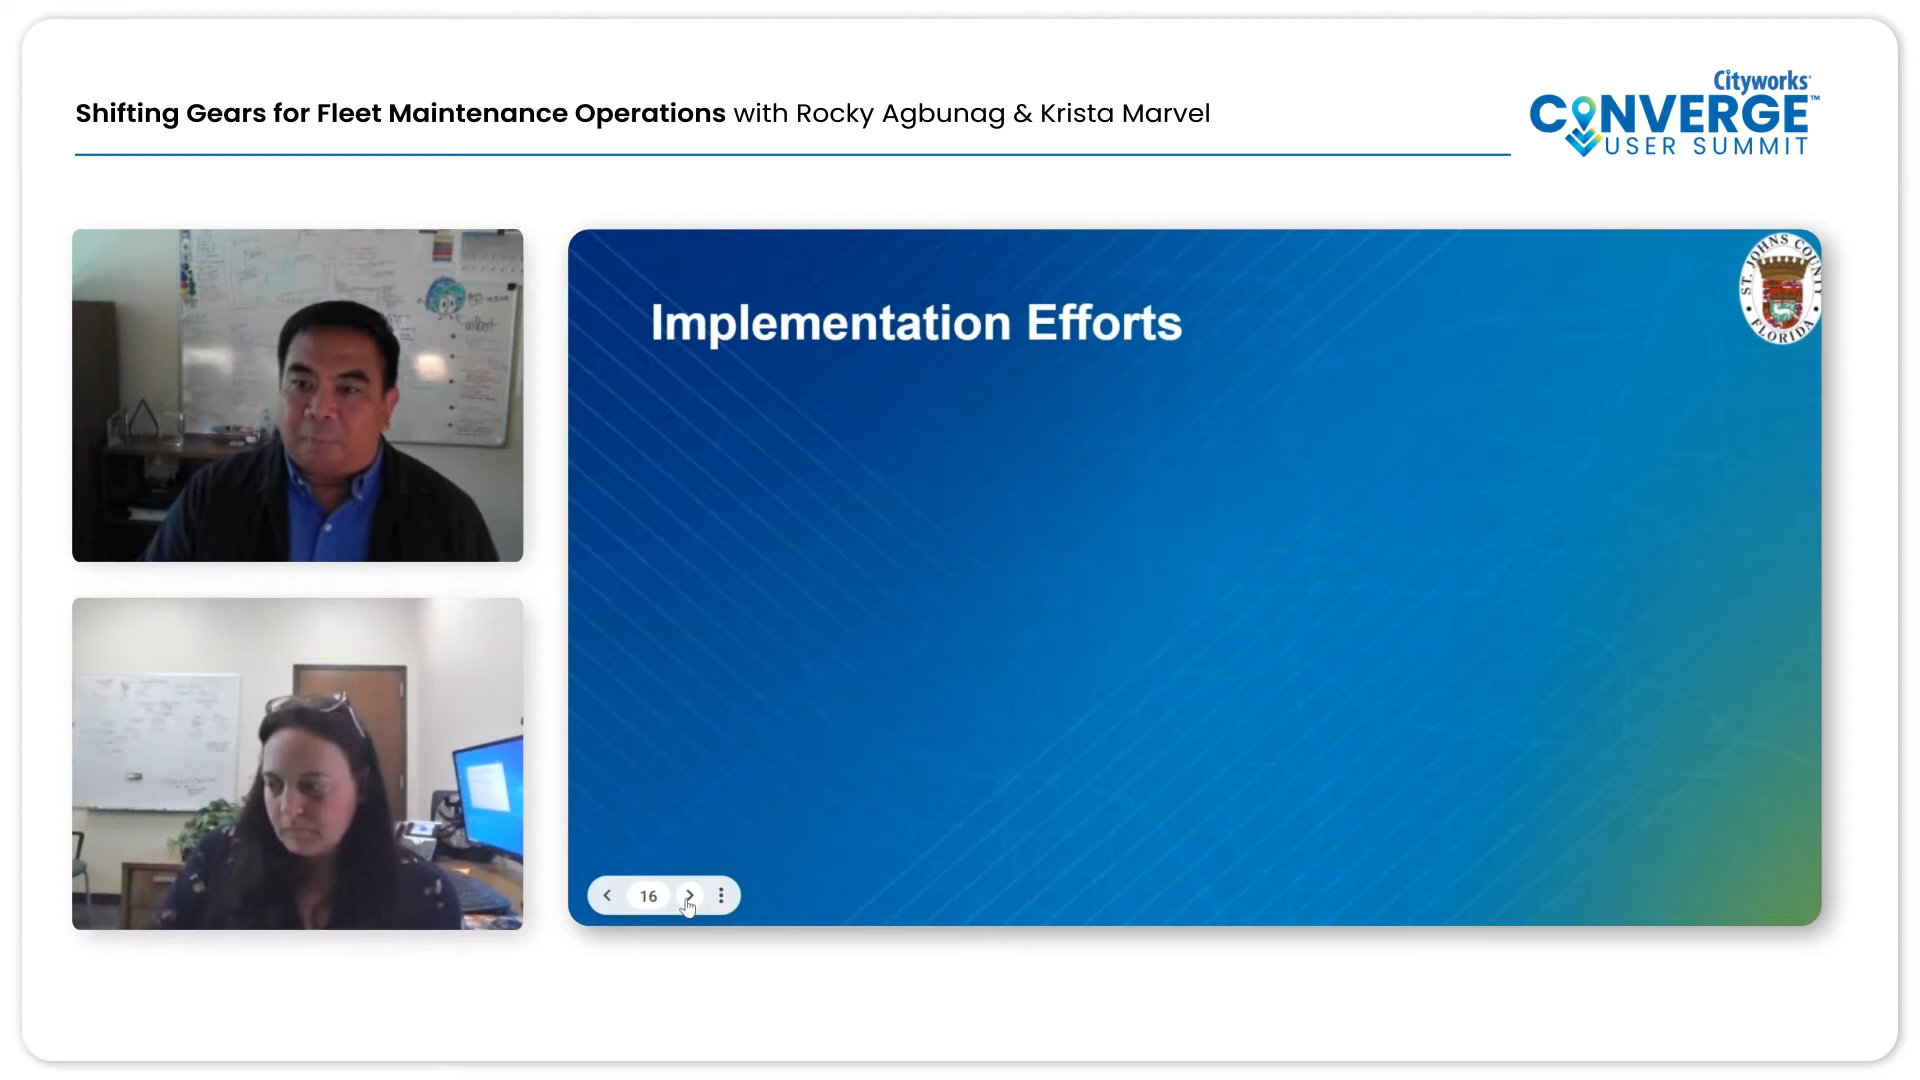 Shifting Gears for Fleet Maintenance Operations with Rocky Agbunag & Krista Marvel
Cityworks
CONVERGE™
USER SUMMIT
Implementation Efforts
ST. JOHNS COUNTY
• FLORIDA •
16